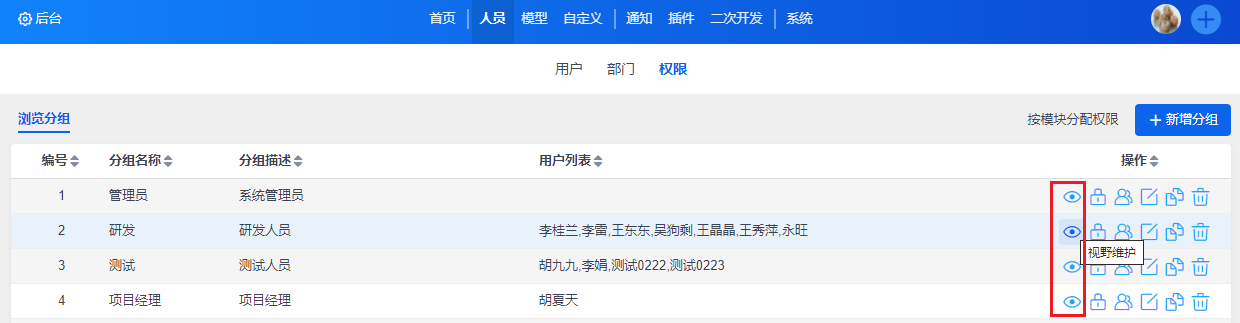 后台 首页 人员 模型 自定义 通知 插件 二次开发 系统
用户 部门 权限
浏览分组 按模块分配权限 新增分组
编号 分组名称 分组描述 用户列表 操作
1 管理员 系统管理员
2 研发 研发人员 李桂兰,李雷,王东东,吴狗剩,王晶晶,王秀萍,永旺
视野维护
3 测试 测试人员 胡九九,李娟,测试0222,测试0223
4 项目经理 项目经理 胡夏天